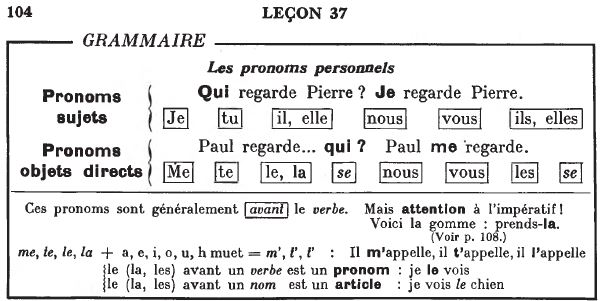 104 LEÇON 37
GRAMMAIRE
Les pronoms personnels
Pronoms sujets
Qui regarde Pierre ? Je regarde Pierre.
Je tu il, elle nous vous ils, elles
Pronoms objets directs
Paul regarde... qui ? Paul me regarde.
Me te le, la se nous vous les se
Ces pronoms sont généralement avant le verbe. Mais attention à l'impératif !
Voici la gomme : prends-la.
(Voir p. 108.)
me, te, le, la + a, e, i, o, u, h muet = m', t', l' : Il m'appelle, il t'appelle, il l'appelle
le (la, les) avant un verbe est un pronom : je le vois
le (la, les) avant un nom est un article : je vois le chien